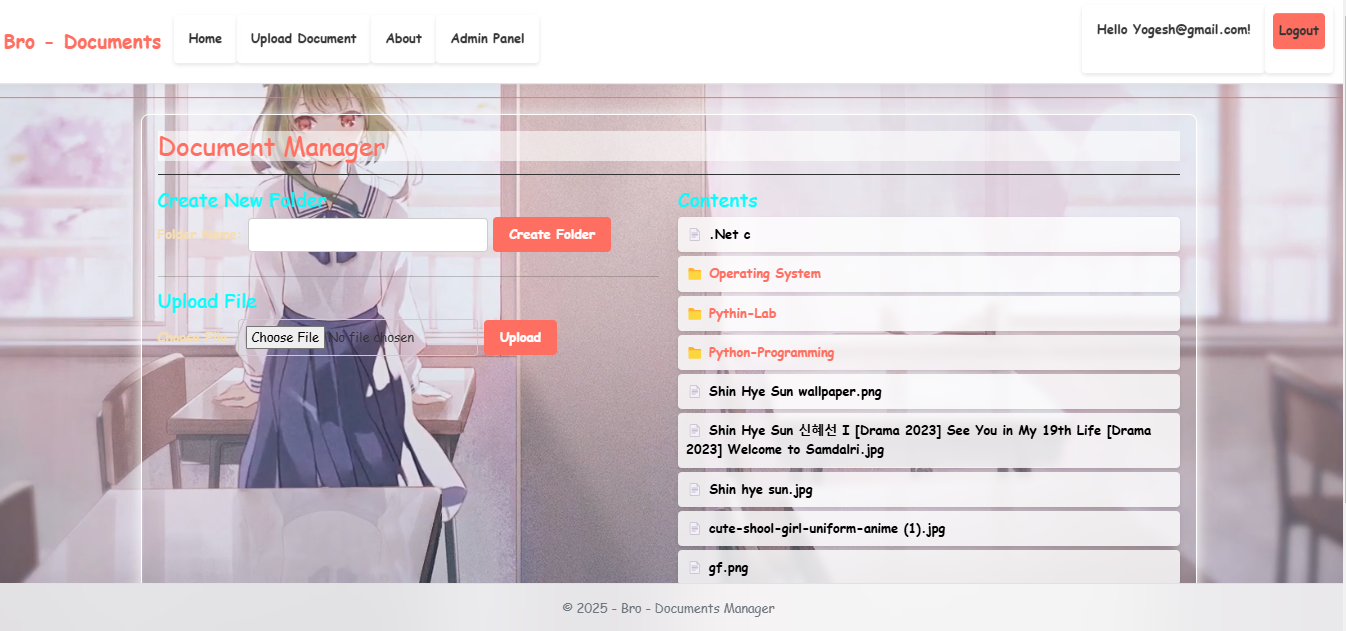 Bro - Documents
Home
Upload Document
About
Admin Panel
Hello Yogesh@gmail.com!
Logout
Document Manager
Create New Folder
Folder Name:
Create Folder
Upload File
Choose File:
Choose File No file chosen
Upload
Contents
.Net c
Operating System
Pythin-Lab
Python-Programming
Shin Hye Sun wallpaper.png
Shin Hye Sun 신혜선 I [Drama 2023] See You in My 19th Life [Drama
2023] Welcome to Samdalri.jpg
Shin hye sun.jpg
cute-shool-girl-uniform-anime (1).jpg
gf.png
© 2025 - Bro - Documents Manager